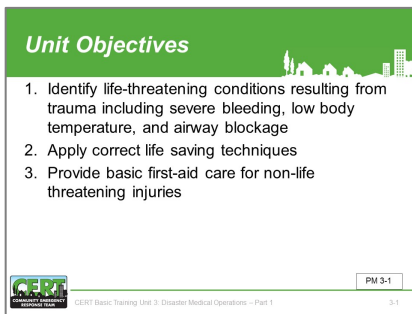 Unit Objectives
1. Identify life-threatening conditions resulting from
trauma including severe bleeding, low body
temperature, and airway blockage
2. Apply correct life saving techniques
3. Provide basic first-aid care for non-life
threatening injuries
PM 3-1
CERT
COMMUNITY EMERGENCY
RESPONSE TEAM
CERT Basic Training Unit 3: Disaster Medical Operations – Part 1
3-1